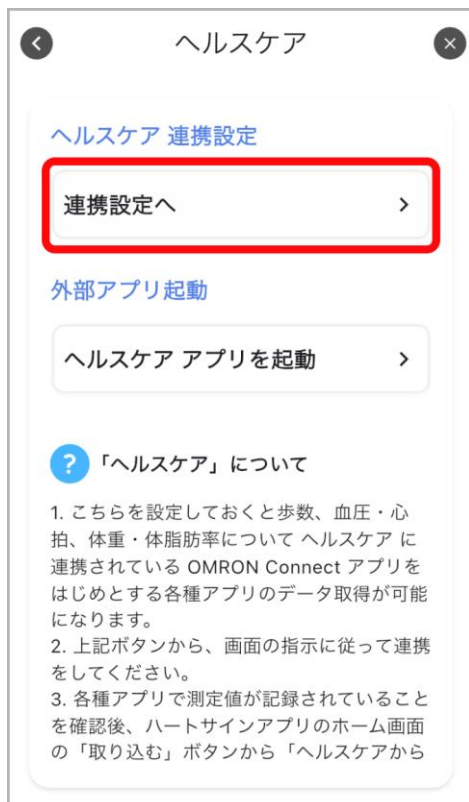 ヘルスケア
ヘルスケア 連携設定
連携設定へ
外部アプリ起動
ヘルスケア アプリを起動
?「ヘルスケア」について
1. こちらを設定しておくと歩数、血圧・心
拍、体重・体脂肪率について ヘルスケア に
連携されている OMRON Connect アプリを
はじめとする各種アプリのデータ取得が可能
になります。
2. 上記ボタンから、画面の指示に従って連携
をしてください。
3. 各種アプリで測定値が記録されていること
を確認後、ハートサインアプリのホーム画面
の「取り込む」ボタンから「ヘルスケアから